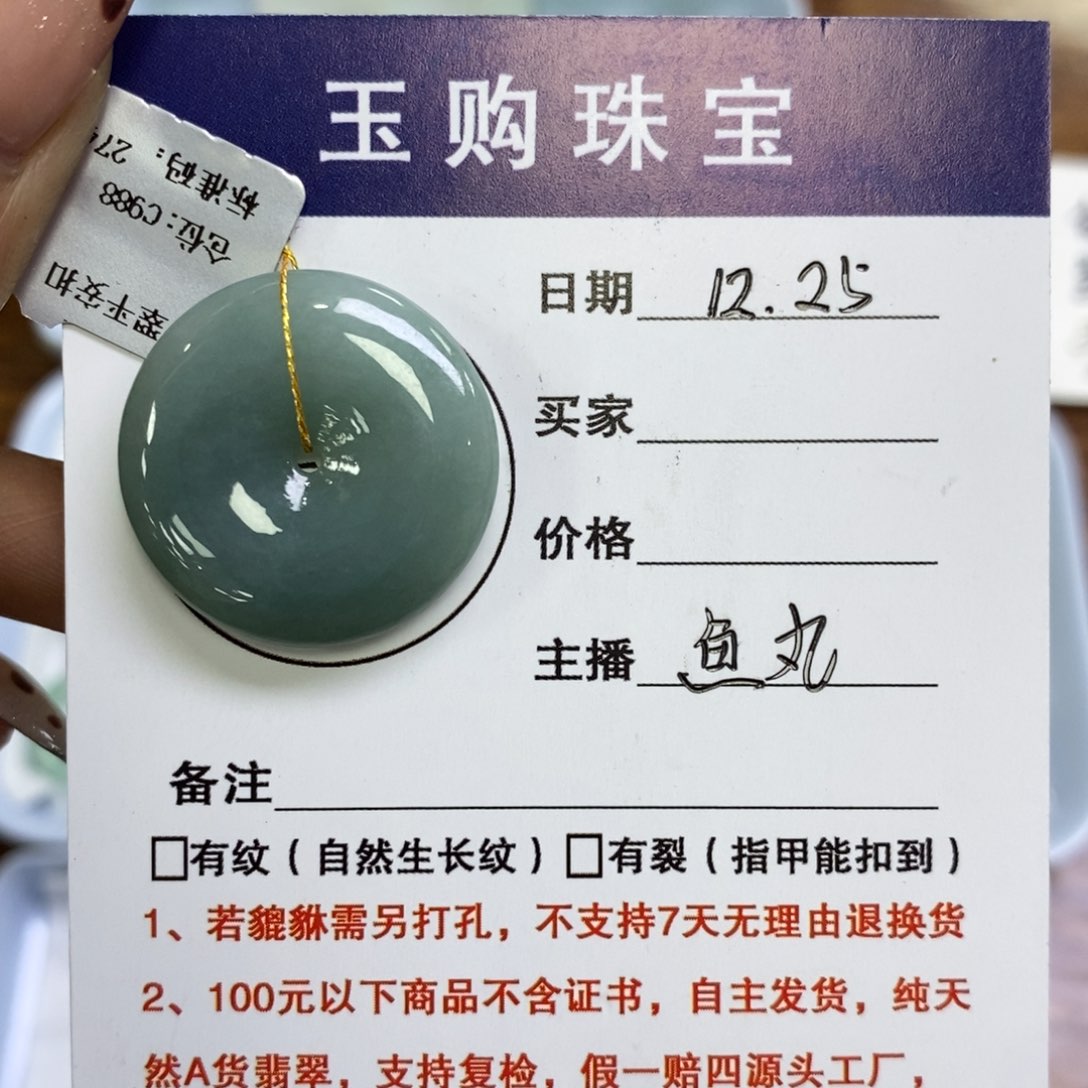 玉购珠宝
标准码：274
仓位：C988
翠平安扣
日期 12.25
买家
价格
主播 鱼丸
备注
□有纹（自然生长纹）□有裂（指甲能扣到）
1、若貔貅需另打孔，不支持7天无理由退换货
2、100元以下商品不含证书，自主发货，纯天
然A货翡翠，支持复检，假一赔四源头工厂，